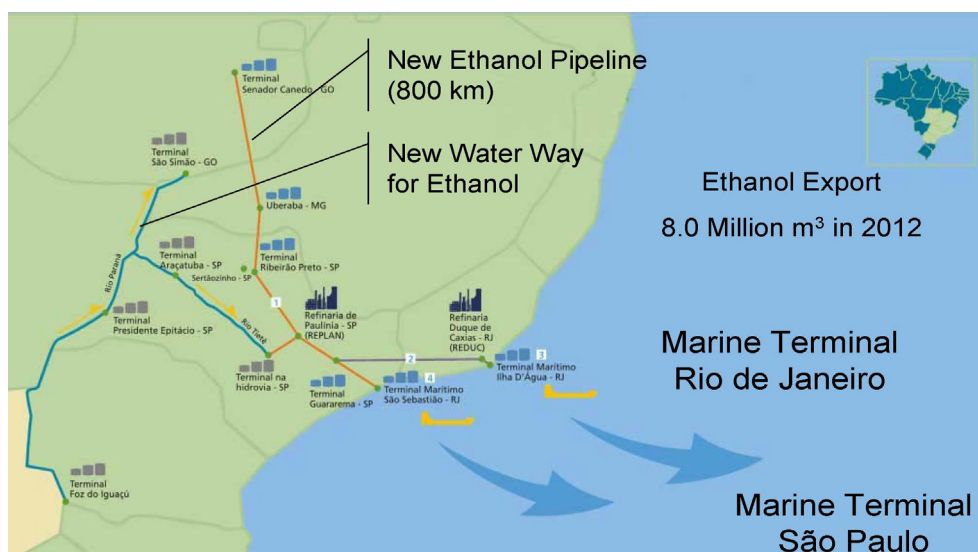 New Ethanol Pipeline
(800 km)
Terminal
Senador Canedo - GO
New Water Way
for Ethanol
Terminal
São Simão - GO
Ethanol Export
8.0 Million m³ in 2012
Uberaba - MG
Terminal
Araçatuba - SP
Sertãozinho - SP
Terminal
Ribeirão Preto - SP
Rio Paraná
Rio Tietê
1
Terminal
Presidente Epitácio - SP
Refinaria de
Paulínia - SP
(REPLAN)
Refinaria
Duque de
Caxias - RJ
(REDUC)
Marine Terminal
Rio de Janeiro
2
3
Terminal na
hidrovia - SP
Terminal
Guararema - SP
4
Terminal Marítimo
São Sebastião - RJ
Terminal Marítimo
Ilha D'Água - RJ
Terminal
Foz do Iguaçú
Marine Terminal
São Paulo